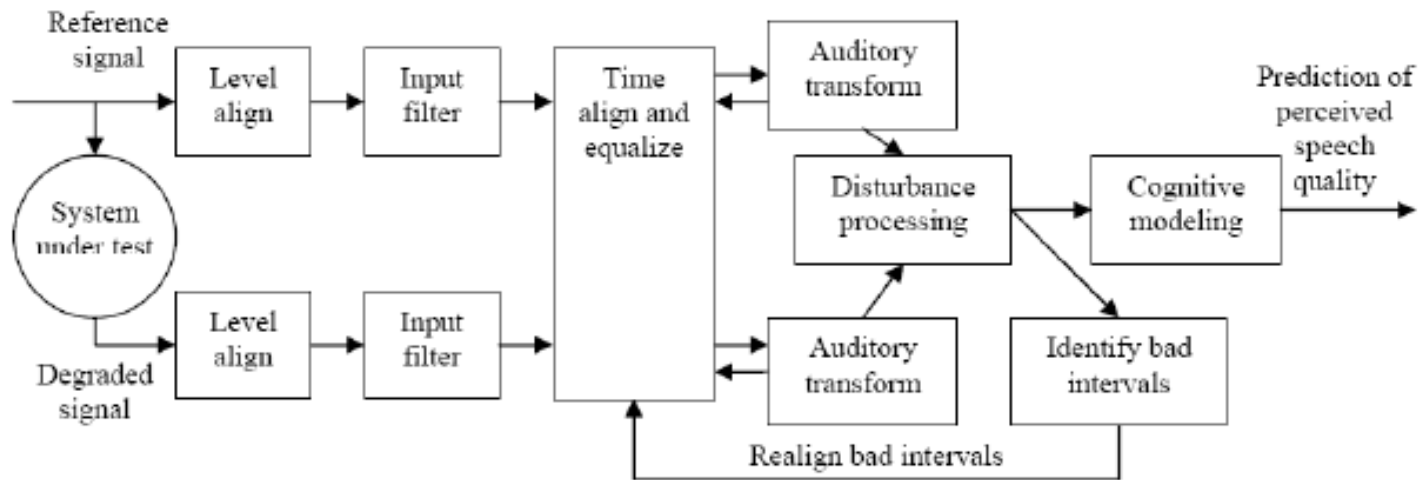 Reference
signal
Level
align
Input
filter
Time
align and
equalize
Auditory
transform
Prediction of
perceived
speech
quality
System
under test
Disturbance
processing
Cognitive
modeling
Degraded
signal
Level
align
Input
filter
Auditory
transform
Identify bad
intervals
Realign bad intervals